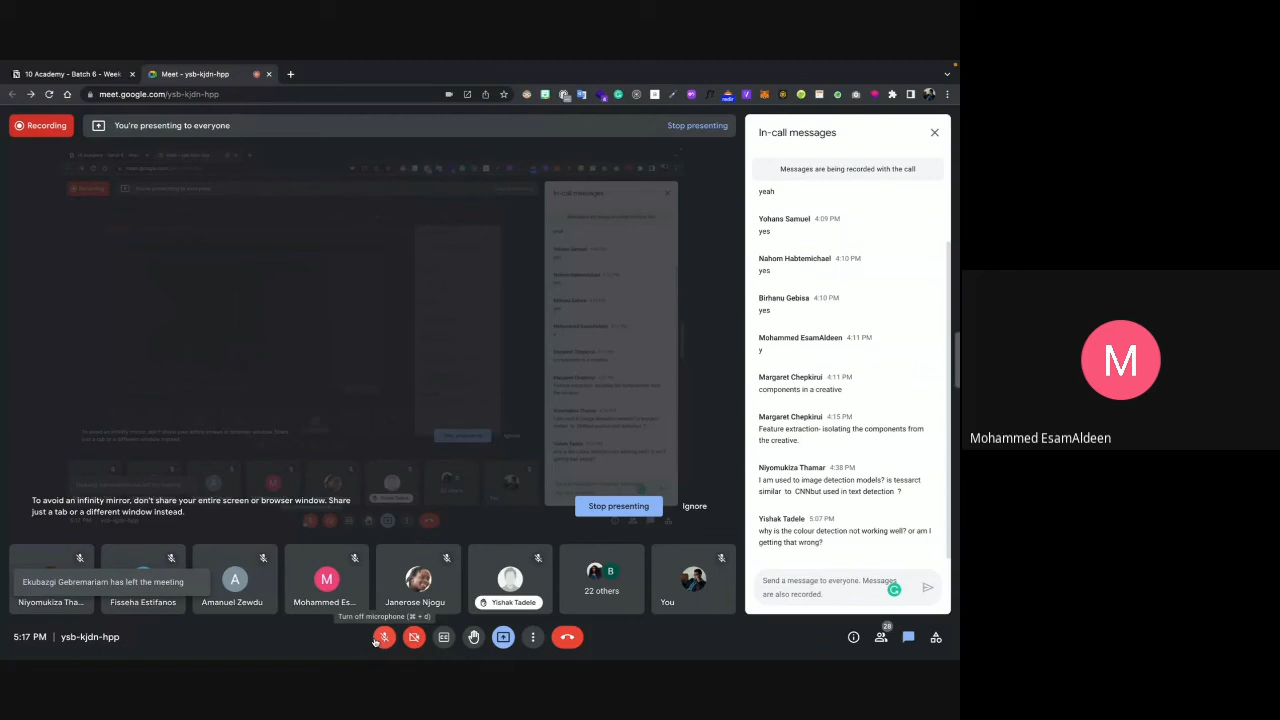 10 Academy - Batch 6 - Week
Meet - ysb-kjdn-hpp
meet.google.com/ysb-kjdn-hpp
Recording
You're presenting to everyone
Stop presenting
In-call messages
Messages are being recorded with the call
yeah
Yohans Samuel 4:09 PM
yes
Nahom Habtemichael 4:10 PM
yes
Birhanu Gebisa 4:10 PM
yes
Mohammed EsamAldeen 4:11 PM
y
Margaret Chepkirui 4:11 PM
components in a creative
Margaret Chepkirui 4:15 PM
Feature extraction- isolating the components from
the creative.
Niyomukiza Thamar 4:38 PM
I am used to image detection models? is tessarct
similar to CNNbut used in text detection ?
Yishak Tadele 5:07 PM
why is the colour detection not working well? or am I
getting that wrong?
Send a message to everyone. Messages
are also recorded.
To avoid an infinity mirror, don't share your entire screen or browser window. Share
just a tab or a different window instead.
Stop presenting
Ignore
Ekubazgi Gebremariam has left the meeting
Niyomukiza Tha...
Fisseha Estifanos
A
Amanuel Zewdu
M
Mohammed Es...
Janerose Njogu
Yishak Tadele
B
22 others
You
Turn off microphone (⌘ + d)
5:17 PM | ysb-kjdn-hpp
28
M
Mohammed EsamAldeen